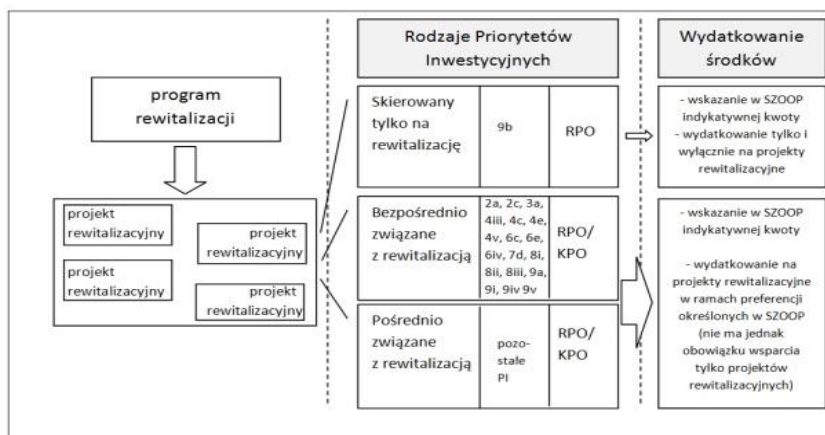 program
rewitalizacji
projekt
rewitalizacyjny
projekt
rewitalizacyjny
projekt
rewitalizacyjny
projekt
rewitalizacyjny
Rodzaje Priorytetów
Inwestycyjnych
Skierowany
tylko na
rewitalizację
9b
RPO
Bezpośrednio
związane
z rewitalizacją
2a, 2c, 3a,
4iii, 4c, 4e,
4v, 6c, 6e,
6iv, 7d, 8i,
8ii, 8iii, 9a,
9i, 9iv 9v
RPO/
KPO
Pośrednio
związane
z rewitalizacją
pozo-
stałe
PI
RPO/
KPO
Wydatkowanie
środków
- wskazanie w SZOOP
indykatywnej kwoty
- wydatkowanie tylko i
wyłącznie na projekty
rewitalizacyjne
- wskazanie w SZOOP
indykatywnej kwoty
- wydatkowanie na
projekty rewitalizacyjne
w ramach preferencji
określonych w SZOOP
(nie ma jednak
obowiązku wsparcia
tylko projektów
rewitalizacyjnych)